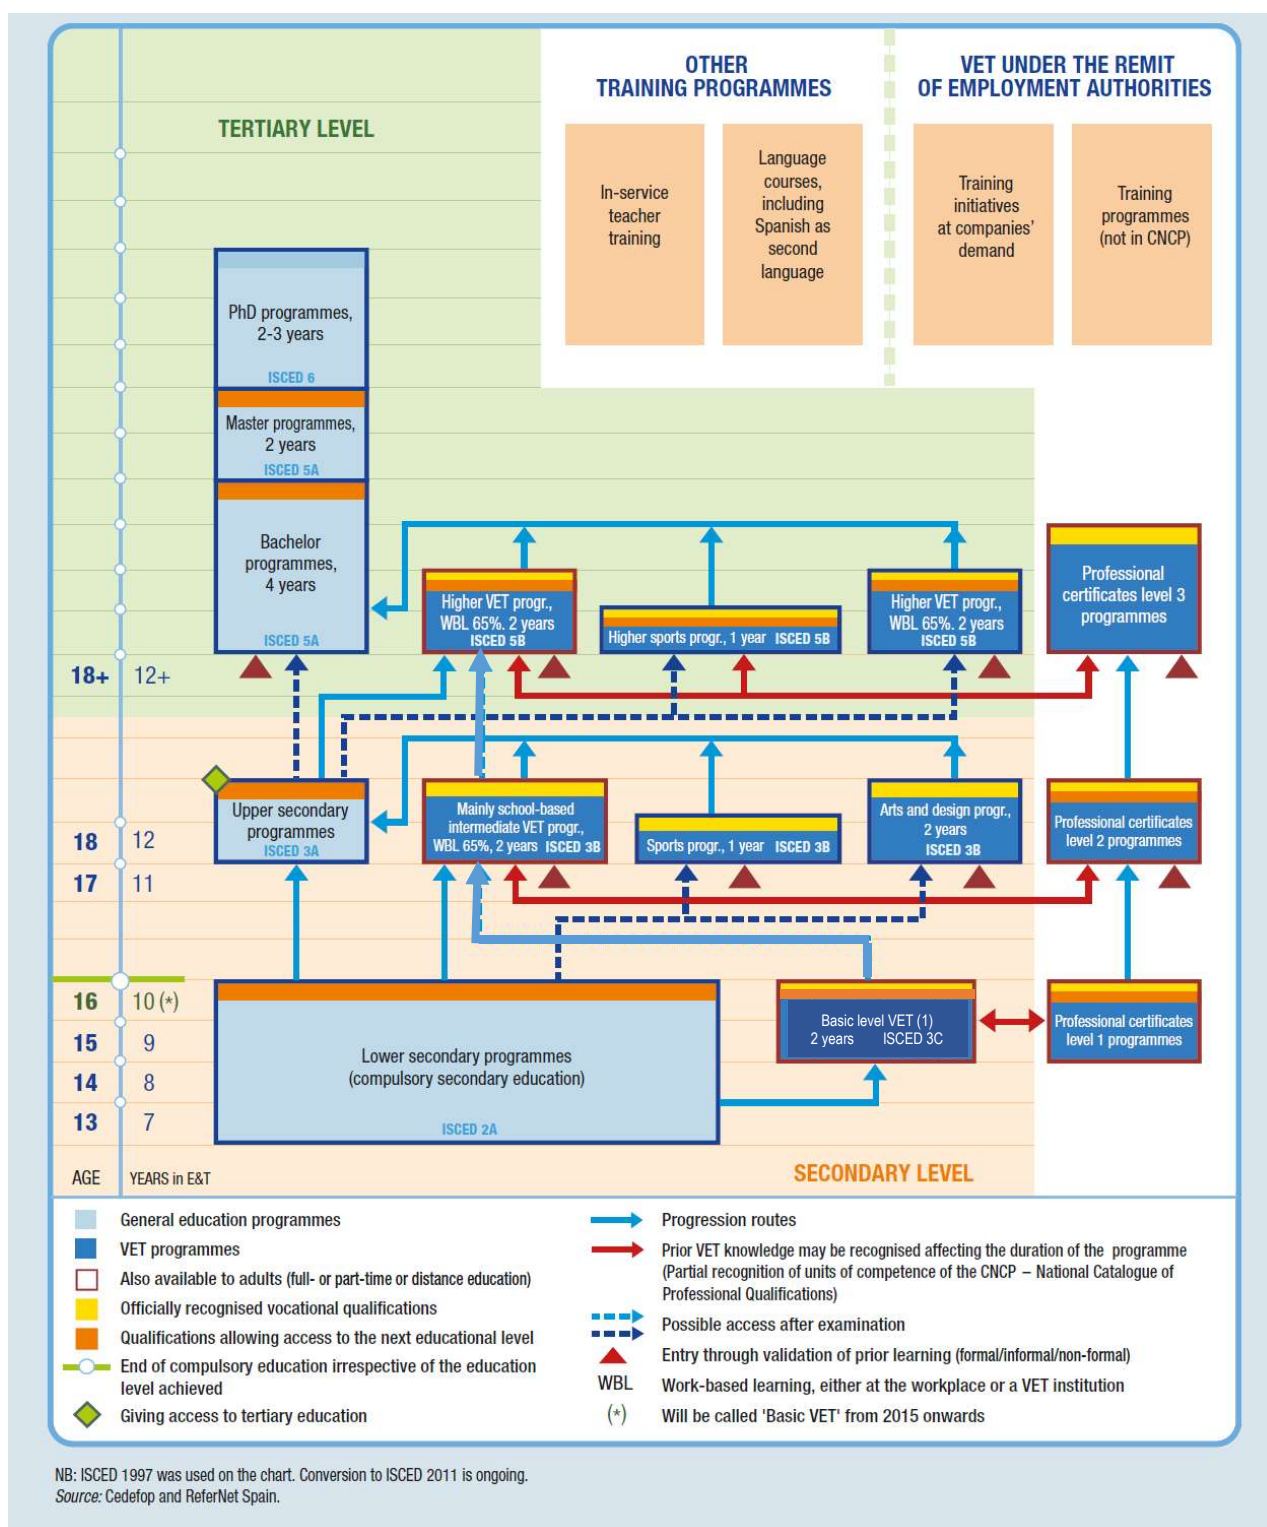 OTHER
TRAINING PROGRAMMES
VET UNDER THE REMIT
OF EMPLOYMENT AUTHORITIES
TERTIARY LEVEL
In-service
teacher
training
Language
courses,
including
Spanish as
second
language
Training
initiatives
at companies'
demand
Training
programmes
(not in CNCP)
PhD programmes,
2-3 years
ISCED 6
Master programmes,
2 years
ISCED 5A
Bachelor
programmes,
4 years
ISCED 5A
Higher VET progr.,
WBL 65%. 2 years
ISCED 5B
Higher sports progr., 1 year ISCED 5B
Higher VET progr.,
WBL 65%. 2 years
ISCED 5B
Professional
certificates level 3
programmes
18+ 12+
Upper secondary
programmes
ISCED 3A
Mainly school-based
intermediate VET progr.,
WBL 65%, 2 years ISCED 3B
Sports progr., 1 year ISCED 3B
Arts and design progr.,
2 years
ISCED 3B
Professional certificates
level 2 programmes
18 12
17 11
16 10 (*)
15 9
14 8
13 7
Lower secondary programmes
(compulsory secondary education)
ISCED 2A
Basic level VET (1)
2 years ISCED 3C
Professional certificates
level 1 programmes
AGE YEARS in E&T
SECONDARY LEVEL
General education programmes
VET programmes
Also available to adults (full- or part-time or distance education)
Officially recognised vocational qualifications
Qualifications allowing access to the next educational level
End of compulsory education irrespective of the education
level achieved
Giving access to tertiary education
Progression routes
Prior VET knowledge may be recognised affecting the duration of the programme
(Partial recognition of units of competence of the CNCP – National Catalogue of
Professional Qualifications)
Possible access after examination
Entry through validation of prior learning (formal/informal/non-formal)
WBL Work-based learning, either at the workplace or a VET institution
(*) Will be called 'Basic VET' from 2015 onwards
NB: ISCED 1997 was used on the chart. Conversion to ISCED 2011 is ongoing.
Source: Cedefop and ReferNet Spain.